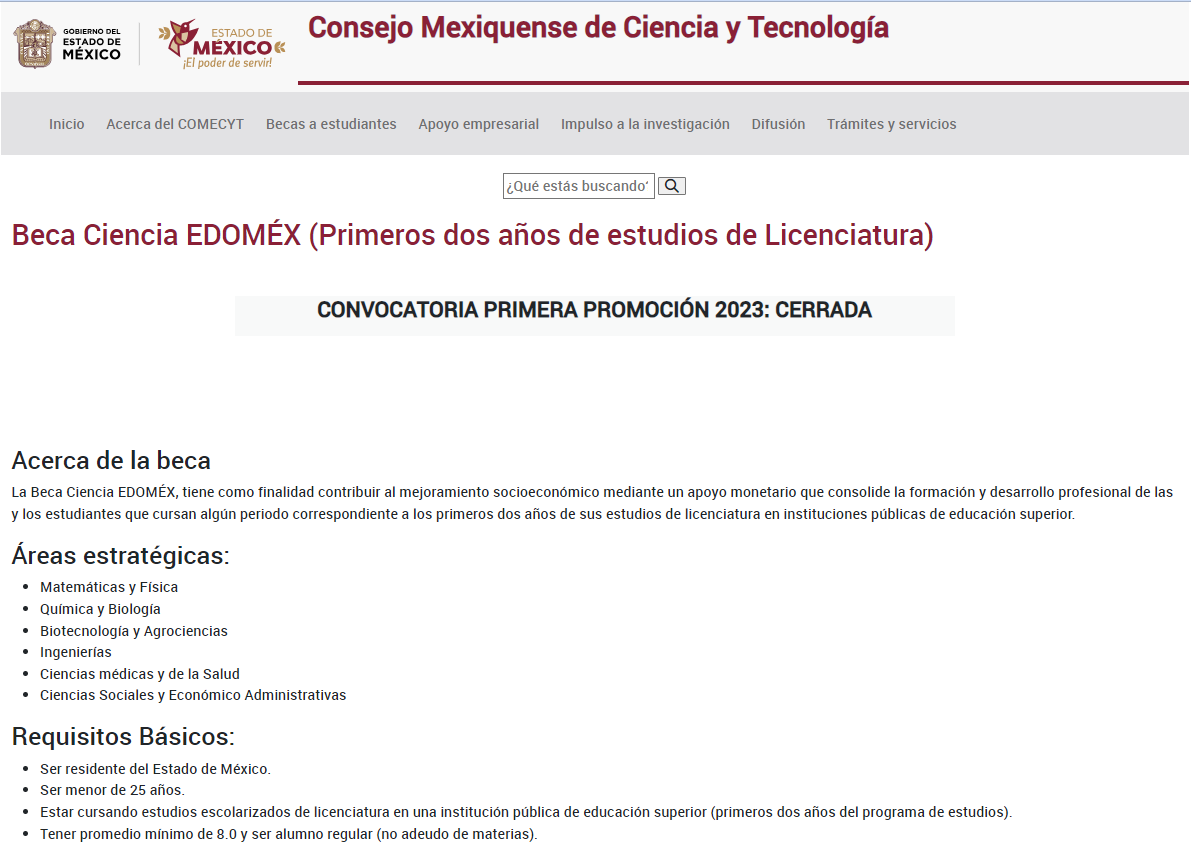 GOBIERNO DEL
ESTADO DE
MÉXICO
ESTADO DE
MÉXICO
¡El poder de servir!
Consejo Mexiquense de Ciencia y Tecnología
Inicio Acerca del COMECYT Becas a estudiantes Apoyo empresarial Impulso a la investigación Difusión Trámites y servicios
¿Qué estás buscando?
Beca Ciencia EDOMÉX (Primeros dos años de estudios de Licenciatura)
CONVOCATORIA PRIMERA PROMOCIÓN 2023: CERRADA
Acerca de la beca
La Beca Ciencia EDOMÉX, tiene como finalidad contribuir al mejoramiento socioeconómico mediante un apoyo monetario que consolide la formación y desarrollo profesional de las
y los estudiantes que cursan algún periodo correspondiente a los primeros dos años de sus estudios de licenciatura en instituciones públicas de educación superior.
Áreas estratégicas:
• Matemáticas y Física
• Química y Biología
• Biotecnología y Agrociencias
• Ingenierías
• Ciencias médicas y de la Salud
• Ciencias Sociales y Económico Administrativas
Requisitos Básicos:
• Ser residente del Estado de México.
• Ser menor de 25 años.
• Estar cursando estudios escolarizados de licenciatura en una institución pública de educación superior (primeros dos años del programa de estudios).
• Tener promedio mínimo de 8.0 y ser alumno regular (no adeudo de materias).